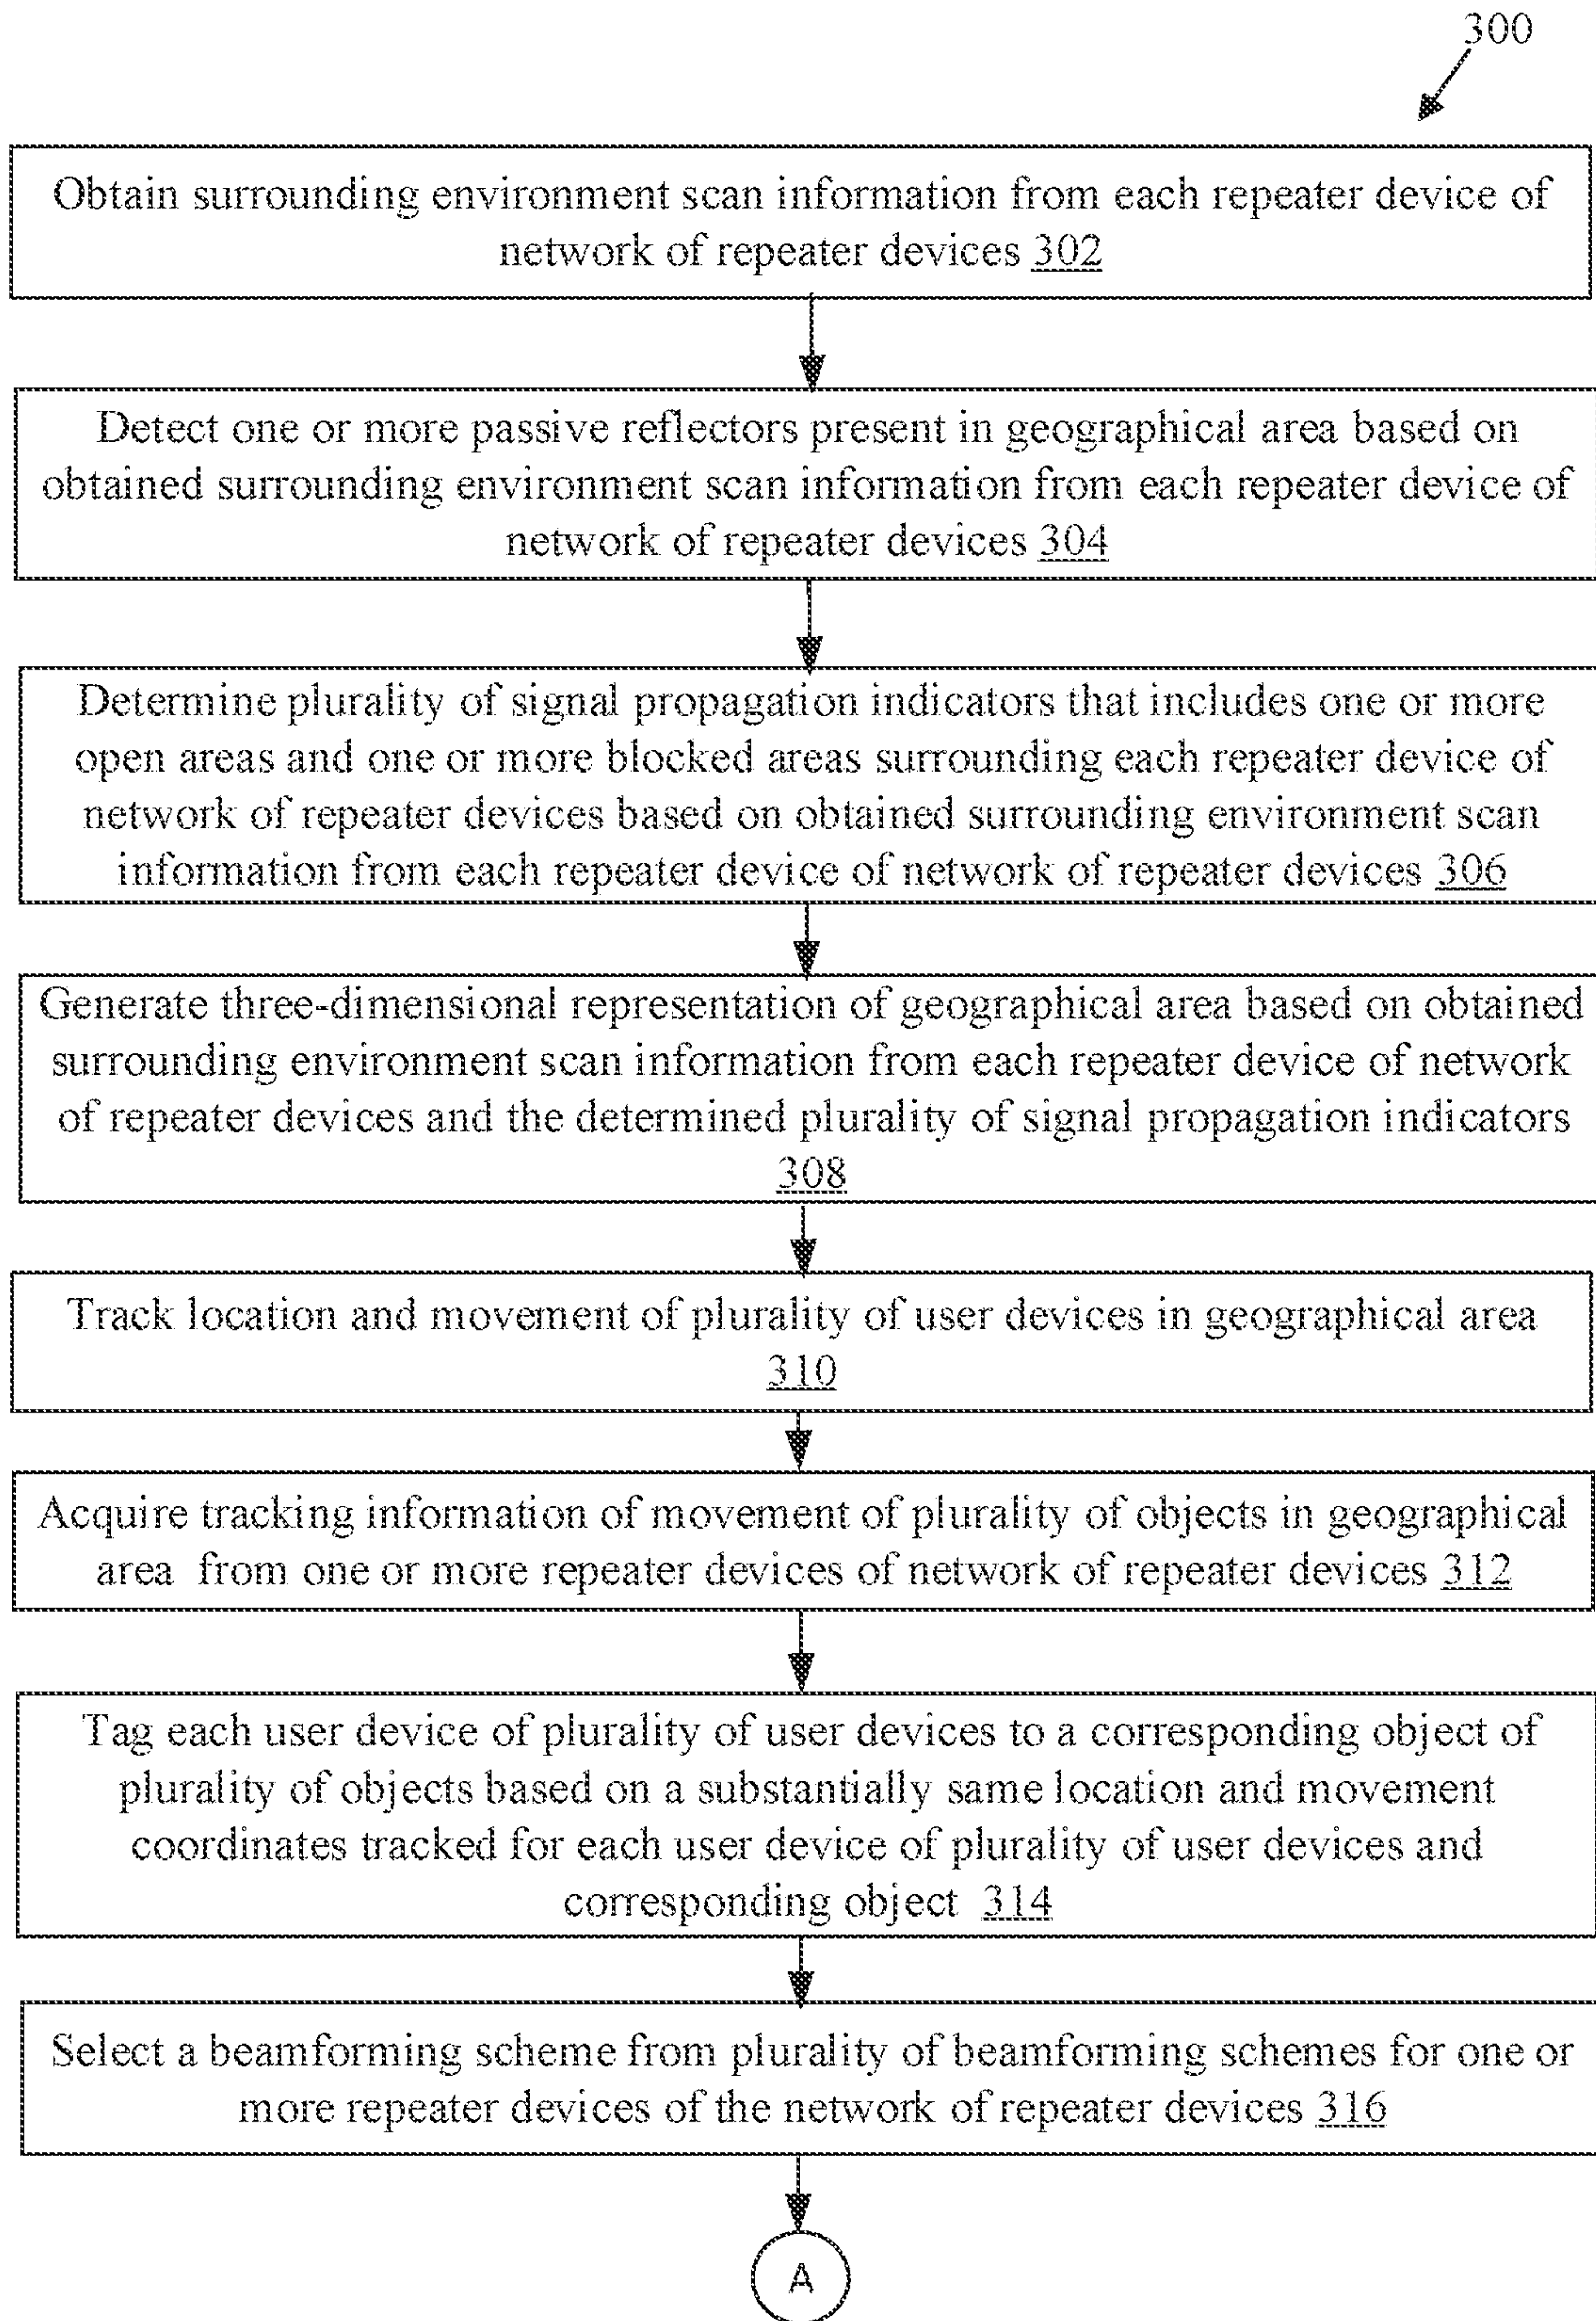 300
Obtain surrounding environment scan information from each repeater device of
network of repeater devices 302
Detect one or more passive reflectors present in geographical area based on
obtained surrounding environment scan information from each repeater device of
network of repeater devices 304
Determine plurality of signal propagation indicators that includes one or more
open areas and one or more blocked areas surrounding each repeater device of
network of repeater devices based on obtained surrounding environment scan
information from each repeater device of network of repeater devices 306
Generate three-dimensional representation of geographical area based on obtained
surrounding environment scan information from each repeater device of network
of repeater devices and the determined plurality of signal propagation indicators
308
Track location and movement of plurality of user devices in geographical area
310
Acquire tracking information of movement of plurality of objects in geographical
area from one or more repeater devices of network of repeater devices 312
Tag each user device of plurality of user devices to a corresponding object of
plurality of objects based on a substantially same location and movement
coordinates tracked for each user device of plurality of user devices and
corresponding object 314
Select a beamforming scheme from plurality of beamforming schemes for one or
more repeater devices of the network of repeater devices 316
A